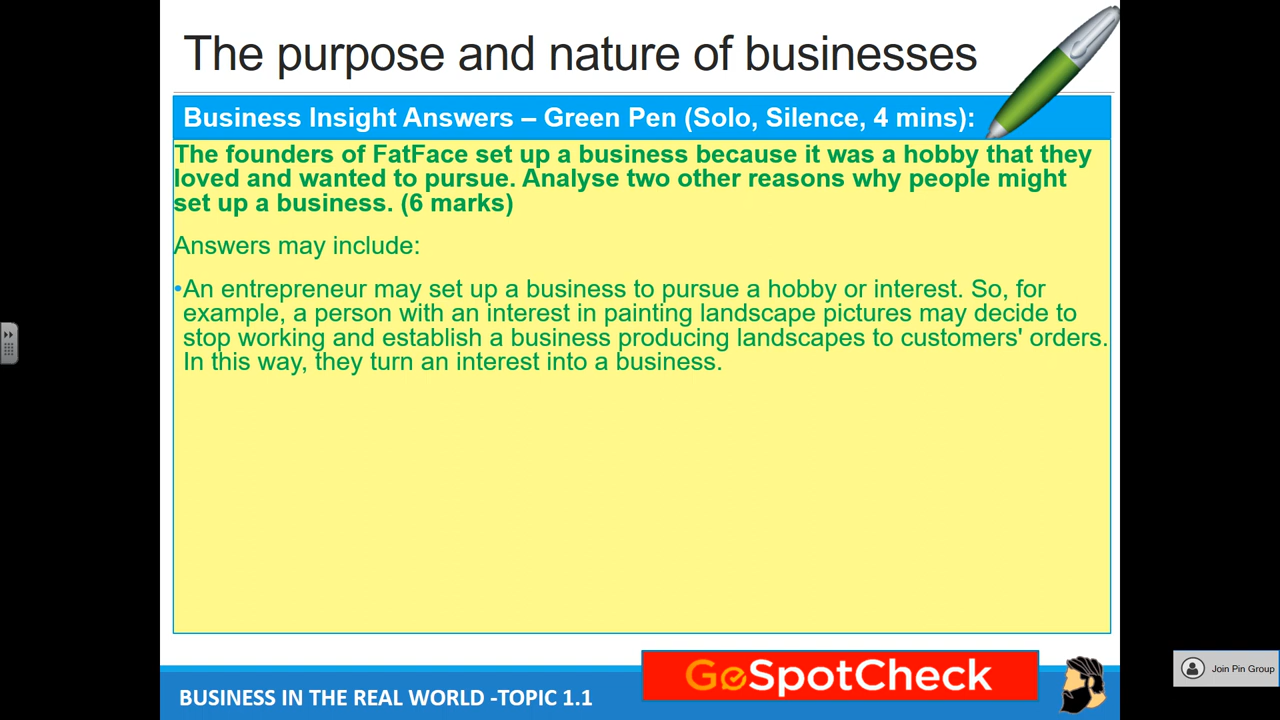 The purpose and nature of businesses
Business Insight Answers – Green Pen (Solo, Silence, 4 mins):
The founders of FatFace set up a business because it was a hobby that they
loved and wanted to pursue. Analyse two other reasons why people might
set up a business. (6 marks)
Answers may include:
•An entrepreneur may set up a business to pursue a hobby or interest. So, for
example, a person with an interest in painting landscape pictures may decide to
stop working and establish a business producing landscapes to customers' orders.
In this way, they turn an interest into a business.
GoSpotCheck
Join Pin Group
BUSINESS IN THE REAL WORLD -TOPIC 1.1